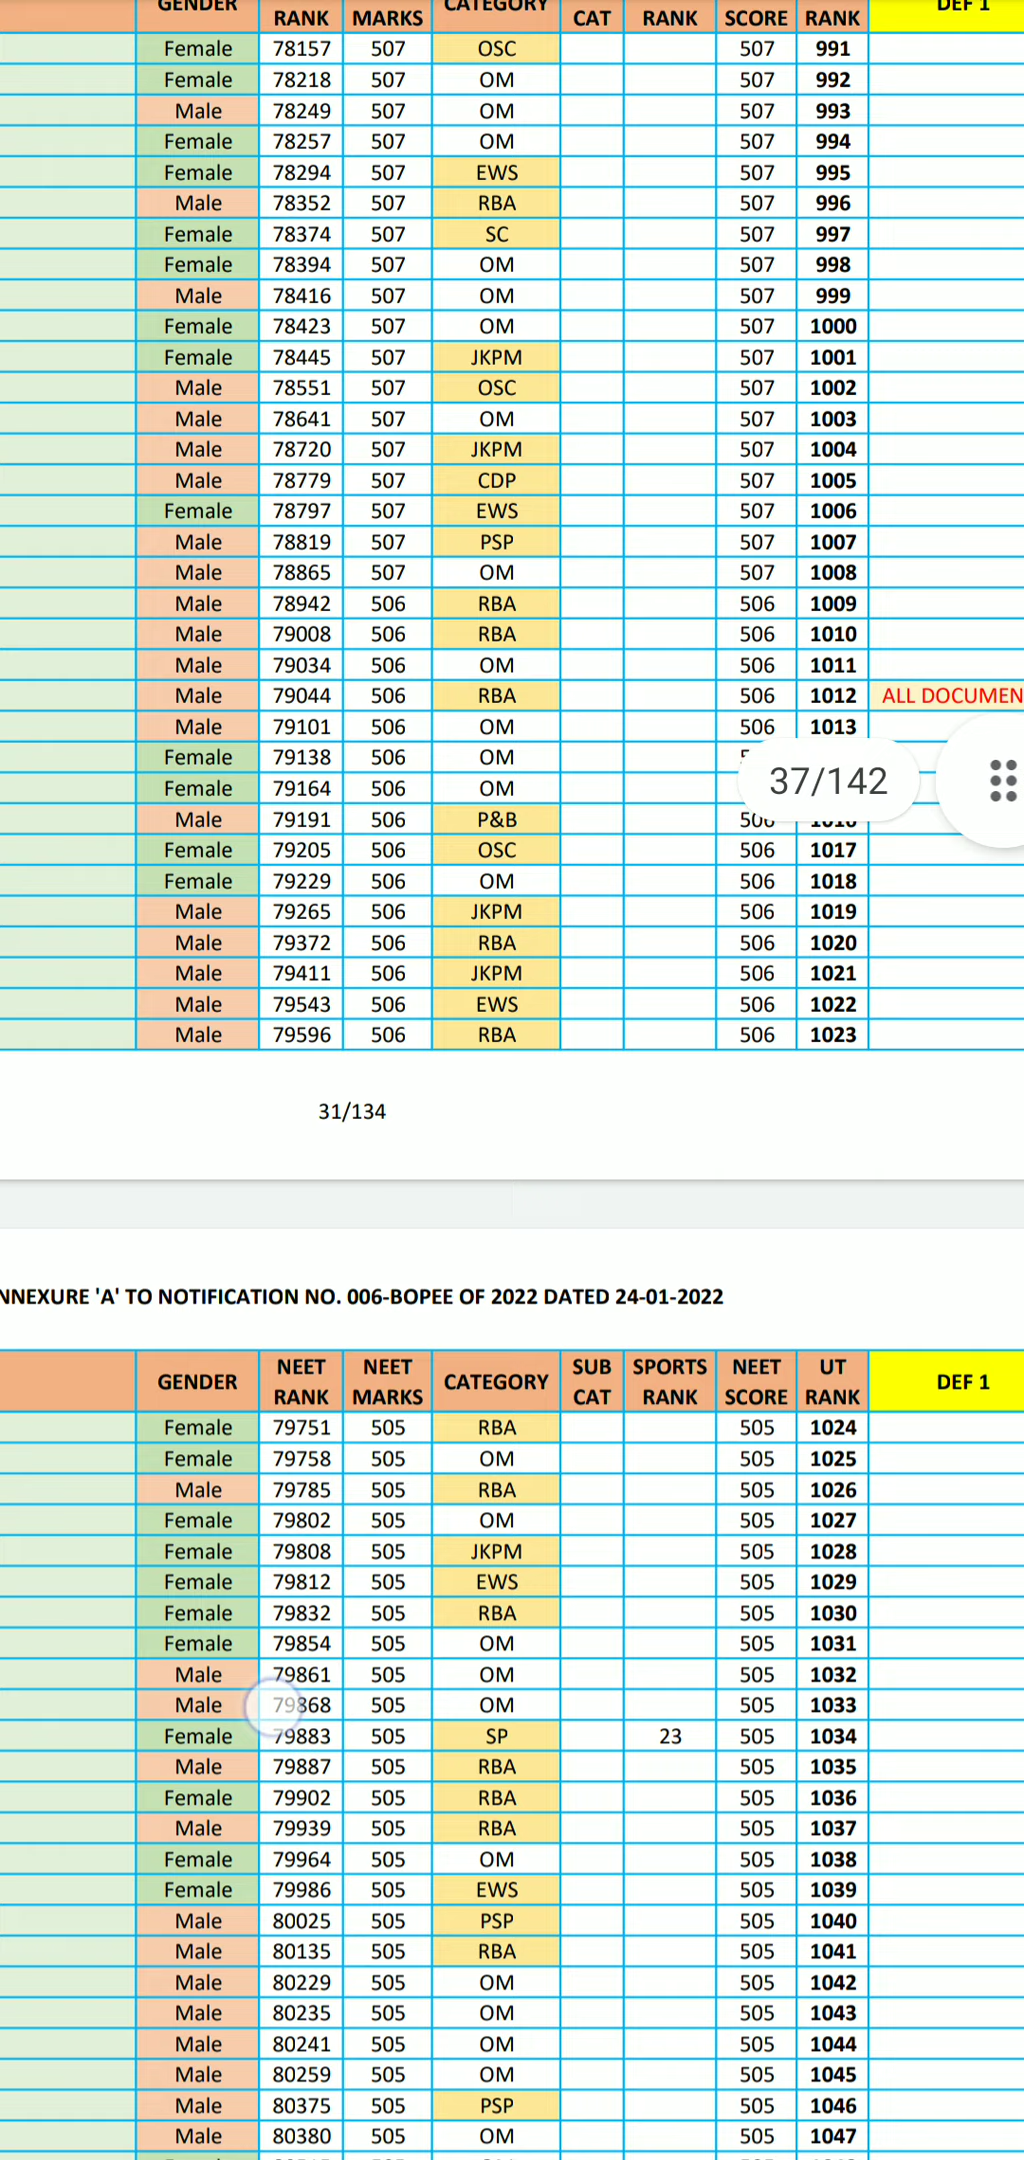 GENDER RANK MARKS CATEGORY CAT RANK SCORE RANK DEF 1
Female 78157 507 OSC 507 991
Female 78218 507 OM 507 992
Male 78249 507 OM 507 993
Female 78257 507 OM 507 994
Female 78294 507 EWS 507 995
Male 78352 507 RBA 507 996
Female 78374 507 SC 507 997
Female 78394 507 OM 507 998
Male 78416 507 OM 507 999
Female 78423 507 OM 507 1000
Female 78445 507 JKPM 507 1001
Male 78551 507 OSC 507 1002
Male 78641 507 OM 507 1003
Male 78720 507 JKPM 507 1004
Male 78779 507 CDP 507 1005
Female 78797 507 EWS 507 1006
Male 78819 507 PSP 507 1007
Male 78865 507 OM 507 1008
Male 78942 506 RBA 506 1009
Male 79008 506 RBA 506 1010
Male 79034 506 OM 506 1011
Male 79044 506 RBA 506 1012 ALL DOCUMEN
Male 79101 506 OM 506 1013
Female 79138 506 OM
37/142
Female 79164 506 OM
Male 79191 506 P&B 506 1016
Female 79205 506 OSC 506 1017
Female 79229 506 OM 506 1018
Male 79265 506 JKPM 506 1019
Male 79372 506 RBA 506 1020
Male 79411 506 JKPM 506 1021
Male 79543 506 EWS 506 1022
Male 79596 506 RBA 506 1023
31/134
NNEXURE 'A' TO NOTIFICATION NO. 006-BOPEE OF 2022 DATED 24-01-2022
GENDER NEET RANK NEET MARKS CATEGORY SUB CAT SPORTS RANK NEET SCORE UT RANK DEF 1
Female 79751 505 RBA 505 1024
Female 79758 505 OM 505 1025
Male 79785 505 RBA 505 1026
Female 79802 505 OM 505 1027
Female 79808 505 JKPM 505 1028
Female 79812 505 EWS 505 1029
Female 79832 505 RBA 505 1030
Female 79854 505 OM 505 1031
Male 79861 505 OM 505 1032
Male 79868 505 OM 505 1033
Female 79883 505 SP 23 505 1034
Male 79887 505 RBA 505 1035
Female 79902 505 RBA 505 1036
Male 79939 505 RBA 505 1037
Female 79964 505 OM 505 1038
Female 79986 505 EWS 505 1039
Male 80025 505 PSP 505 1040
Male 80135 505 RBA 505 1041
Male 80229 505 OM 505 1042
Male 80235 505 OM 505 1043
Male 80241 505 OM 505 1044
Male 80259 505 OM 505 1045
Male 80375 505 PSP 505 1046
Male 80380 505 OM 505 1047